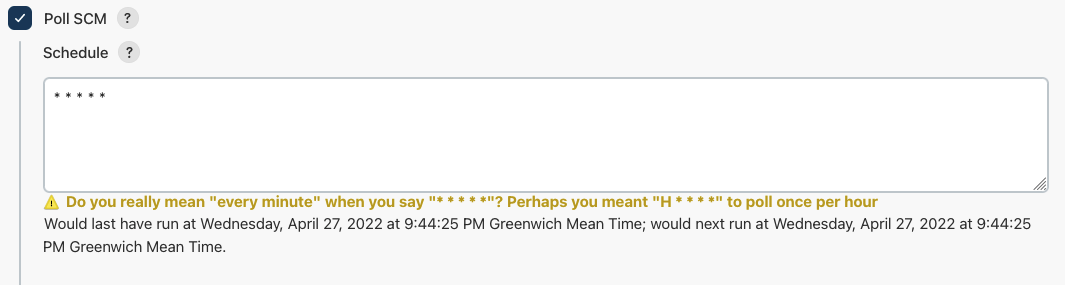 Poll SCM ?
Schedule ?
* * * * *
⚠ Do you really mean "every minute" when you say "* * * * *"? Perhaps you meant "H * * * *" to poll once per hour
Would last have run at Wednesday, April 27, 2022 at 9:44:25 PM Greenwich Mean Time; would next run at Wednesday, April 27, 2022 at 9:44:25
PM Greenwich Mean Time.